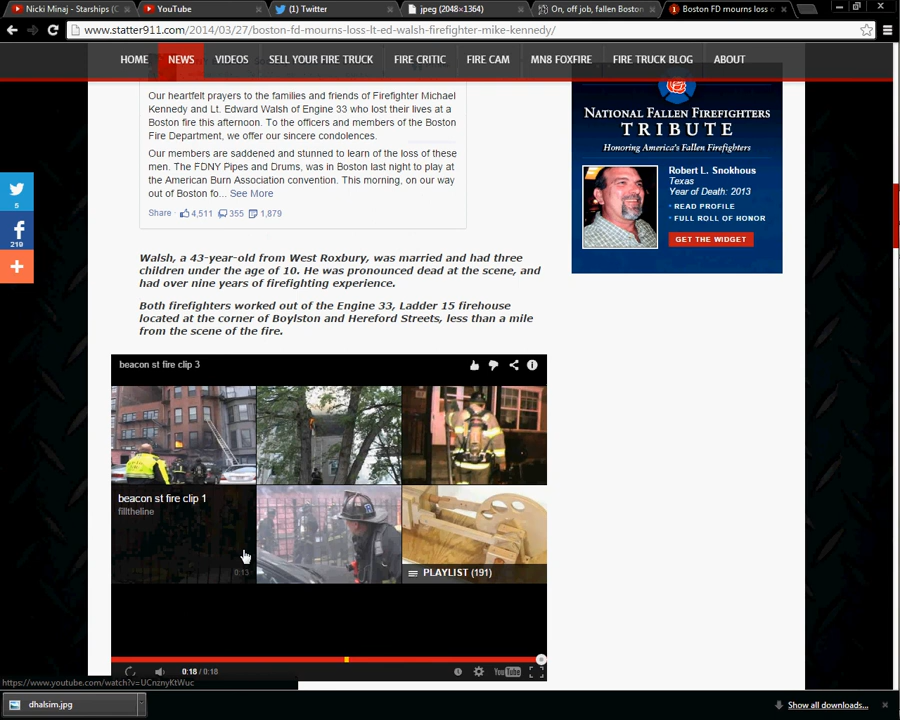 Nicki Minaj - Starships (C
YouTube
(1) Twitter
jpeg (2048×1364)
On, off job, fallen Boston
Boston FD mourns loss o
www.statter911.com/2014/03/27/boston-fd-mourns-loss-lt-ed-walsh-firefighter-mike-kennedy/
HOME NEWS VIDEOS SELL YOUR FIRE TRUCK FIRE CRITIC FIRE CAM MN8 FOXFIRE FIRE TRUCK BLOG ABOUT
Our heartfelt prayers to the families and friends of Firefighter Michael
Kennedy and Lt. Edward Walsh of Engine 33 who lost their lives at a
Boston fire this afternoon. To the officers and members of the Boston
Fire Department, we offer our sincere condolences.
Our members are saddened and stunned to learn of the loss of these
men. The FDNY Pipes and Drums, was in Boston last night to play at
the American Burn Association convention. This morning, on our way
out of Boston fo... See More
Share · 4,511 355 1,879
5
219
NATIONAL FALLEN FIREFIGHTERS
TRIBUTE
Honoring America's Fallen Firefighters
Robert L. Snokhous
Texas
Year of Death: 2013
• READ PROFILE
• FULL ROLL OF HONOR
GET THE WIDGET
Walsh, a 43-year-old from West Roxbury, was married and had three
children under the age of 10. He was pronounced dead at the scene, and
had over nine years of firefighting experience.
Both firefighters worked out of the Engine 33, Ladder 15 firehouse
located at the corner of Boylston and Hereford Streets, less than a mile
from the scene of the fire.
beacon st fire clip 3
beacon st fire clip 1
filltheline
0:13
PLAYLIST (191)
0:18 / 0:18
YouTube
https://www.youtube.com/watch?v=UCnznyKtWuc
dhalsim.jpg
Show all downloads...